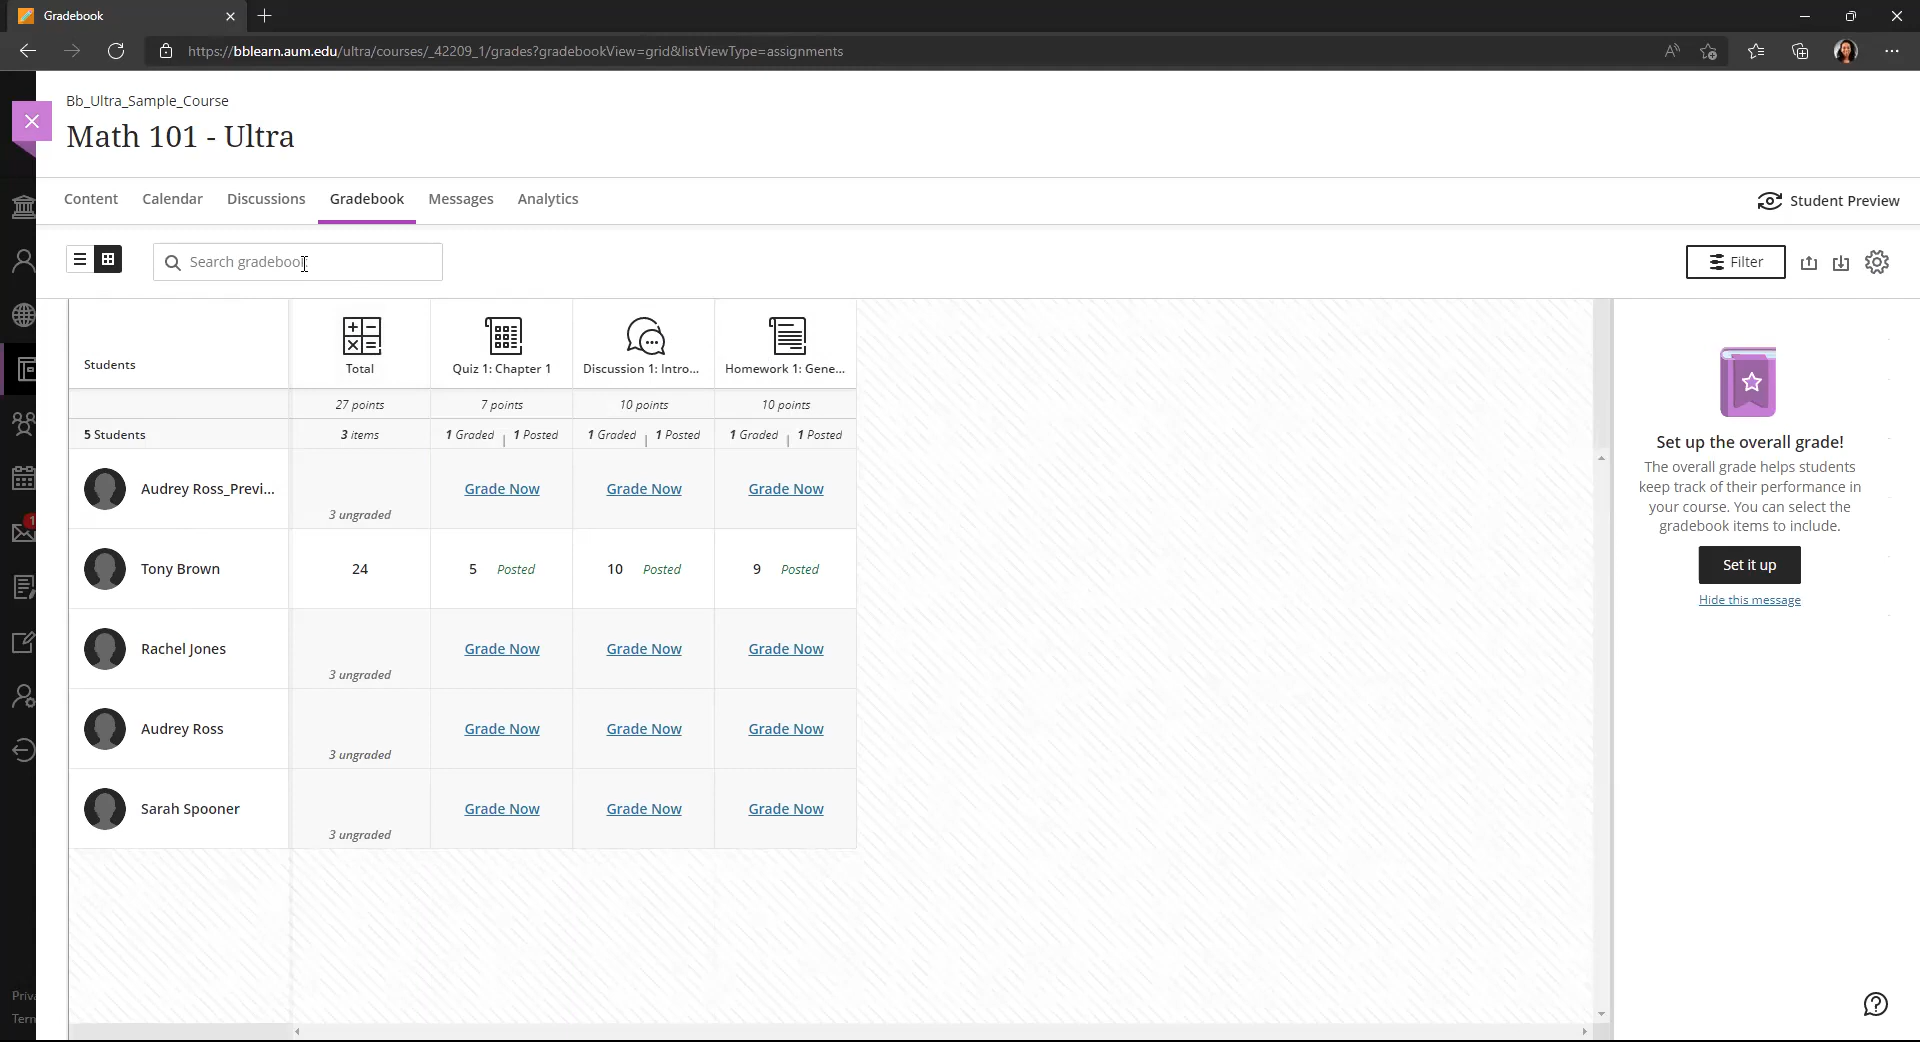 Gradebook
https://bblearn.aum.edu/ultra/courses/_42209_1/grades?gradebookView=grid&listViewType=assignments
Bb_Ultra_Sample_Course
Math 101 - Ultra
Content Calendar Discussions Gradebook Messages Analytics Student Preview
Search gradebook Filter
Students Total Quiz 1: Chapter 1 Discussion 1: Intro... Homework 1: Gene...
27 points 7 points 10 points 10 points
5 Students 3 items 1 Graded | 1 Posted 1 Graded | 1 Posted 1 Graded | 1 Posted
Audrey Ross_Previ... Grade Now Grade Now Grade Now
3 ungraded
Tony Brown 24 5 Posted 10 Posted 9 Posted
Rachel Jones Grade Now Grade Now Grade Now
3 ungraded
Audrey Ross Grade Now Grade Now Grade Now
3 ungraded
Sarah Spooner Grade Now Grade Now Grade Now
3 ungraded
Set up the overall grade!
The overall grade helps students
keep track of their performance in
your course. You can select the
gradebook items to include.
Set it up
Hide this message
1
Priva
Term